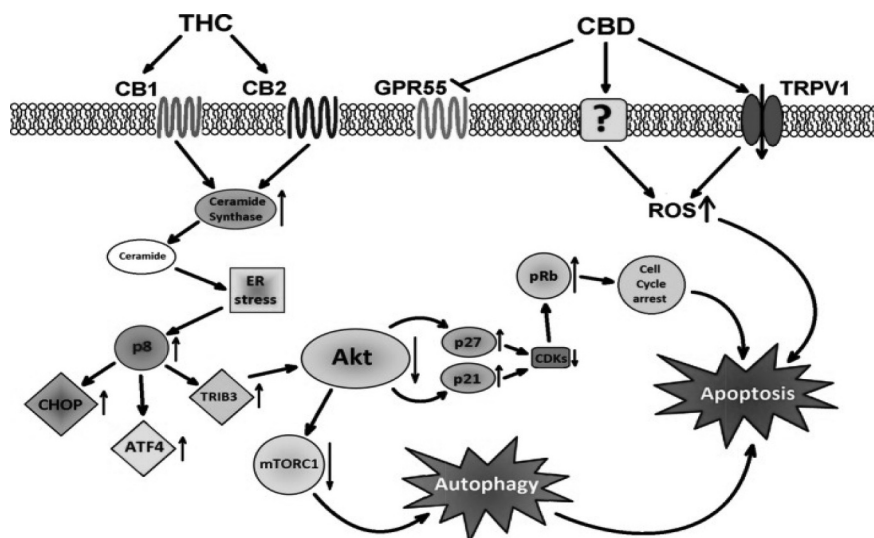 THC
CBD
CB1
CB2
GPR55
TRPV1
?
Ceramide
Synthase
ROS
Ceramide
ER
stress
pRb
Cell
Cycle
arrest
p8
Akt
p27
CDKs
p21
CHOP
TRIB3
Apoptosis
ATF4
mTORC1
Autophagy